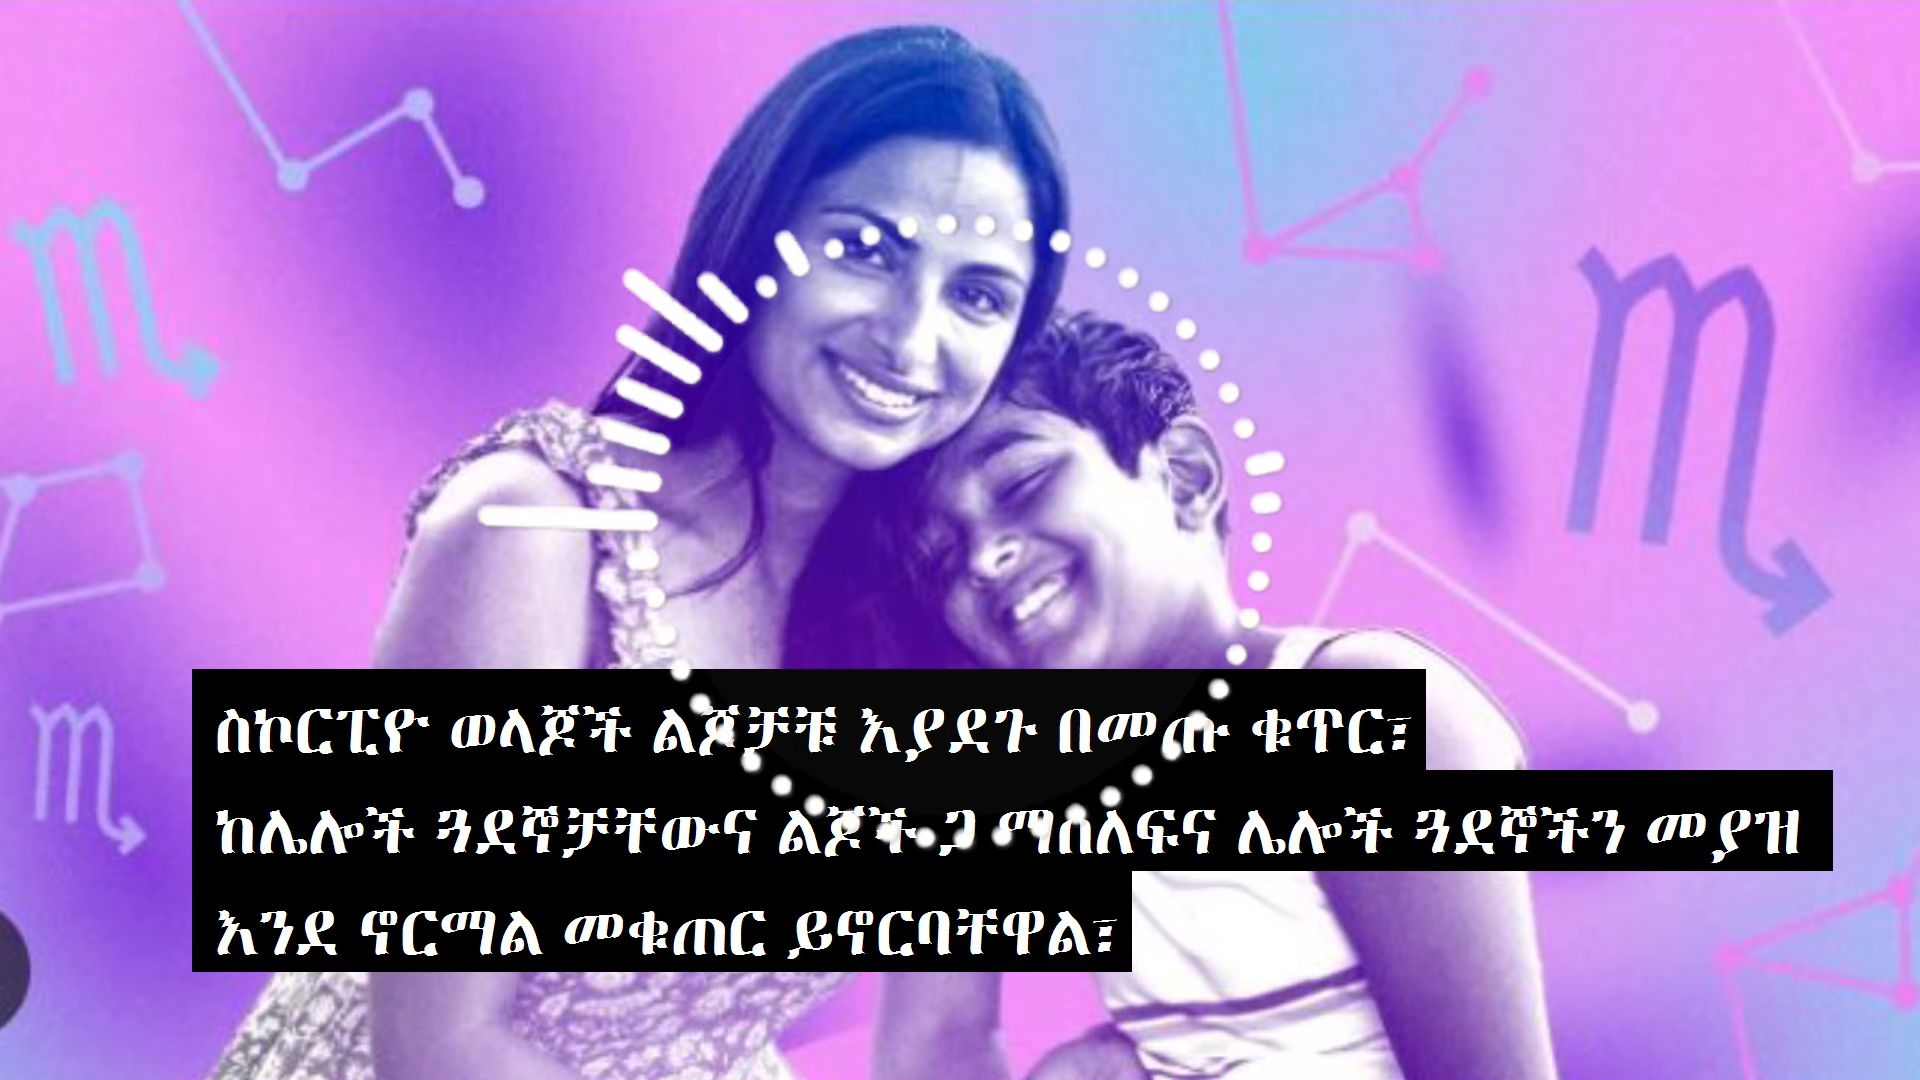 ስኮርፒዮ ወላጆች ልጆቻቹ እያደጉ በመጡ ቁጥር፣
ከሌሎች ጓደኞቻቸውና ልጆች ጋ ማሰለፍና ሌሎች ጓደኞችን መያዝ
እንደ ኖርማል መቁጠር ይኖርባቸዋል፣